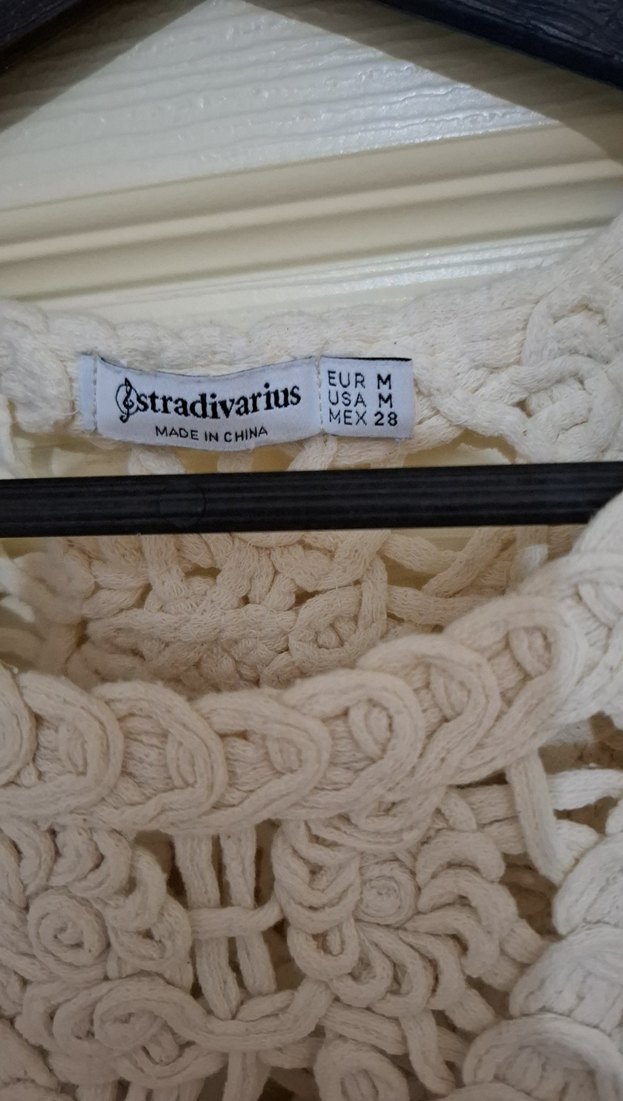 stradivarius
MADE IN CHINA
EUR M
USA M
MEX 28